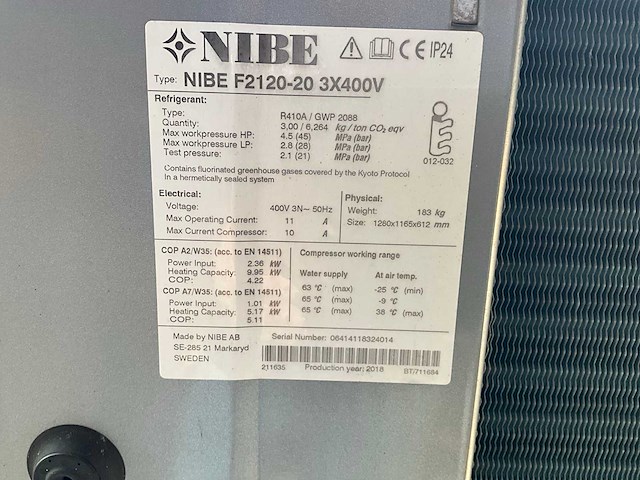 NIBE CE IP24
Type: NIBE F2120-20 3X400V
Refrigerant:
Type: R410A / GWP 2088
Quantity: 3,00 / 6,264 kg / ton CO2 eqv
Max workpressure HP: 4.5 (45) MPa (bar)
Max workpressure LP: 2.8 (28) MPa (bar)
Test pressure: 2.1 (21) MPa (bar)
012-032
Contains fluorinated greenhouse gases covered by the Kyoto Protocol
In a hermetically sealed system
Electrical:
Voltage: 400V 3N~ 50Hz
Max Operating Current: 11 A
Max Current Compressor: 10 A
Physical:
Weight: 183 kg
Size: 1280x1165x612 mm
COP A2/W35: (acc. to EN 14511)
Power Input: 2.36 kW
Heating Capacity: 9.95 kW
COP: 4.22
COP A7/W35: (acc. to EN 14511)
Power Input: 1.01 kW
Heating Capacity: 5.17 kW
COP: 5.11
Compressor working range
Water supply At air temp.
63 °C (max) -25 °C (min)
65 °C (max) -9 °C
65 °C (max) 38 °C (max)
Made by NIBE AB
SE-285 21 Markaryd
SWEDEN
Serial Number: 06414118324014
211635 Production year: 2018 BT/711684